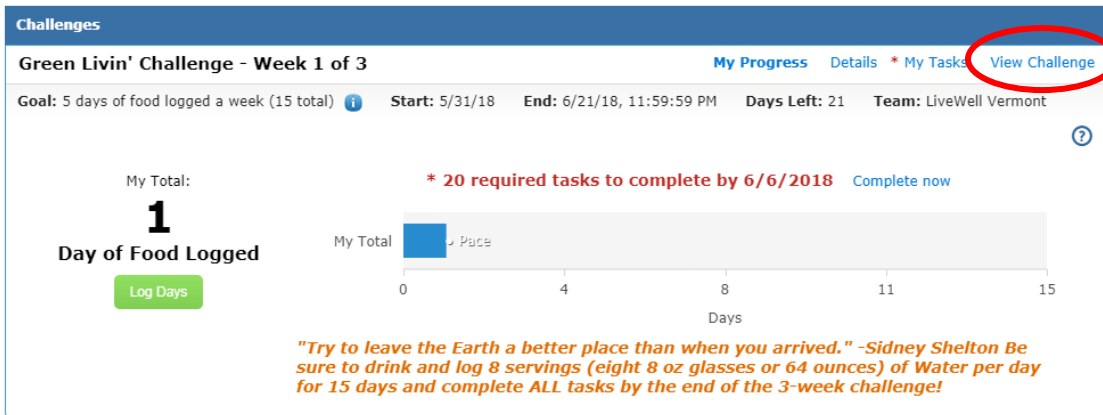 Challenges
Green Livin' Challenge - Week 1 of 3 My Progress Details * My Tasks View Challenge
Goal: 5 days of food logged a week (15 total) i Start: 5/31/18 End: 6/21/18, 11:59:59 PM Days Left: 21 Team: LiveWell Vermont
?
My Total: * 20 required tasks to complete by 6/6/2018 Complete now
1
Day of Food Logged
My Total Pace
Log Days
0 4 8 11 15
Days
"Try to leave the Earth a better place than when you arrived." -Sidney Shelton Be
sure to drink and log 8 servings (eight 8 oz glasses or 64 ounces) of Water per day
for 15 days and complete ALL tasks by the end of the 3-week challenge!